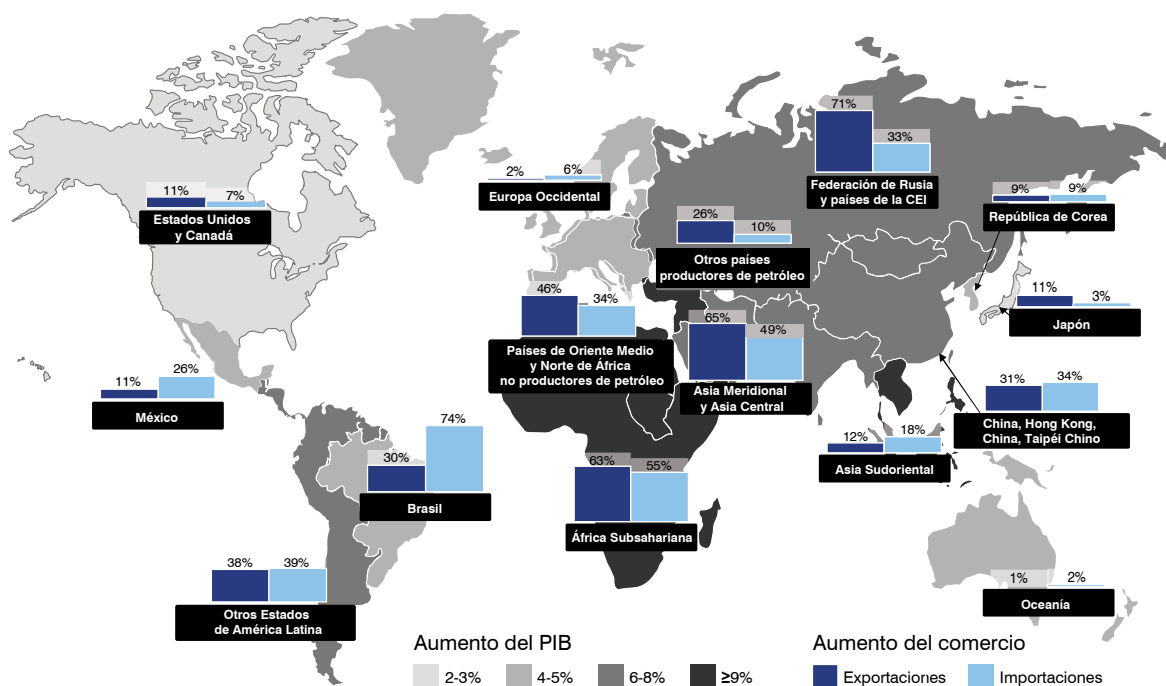 71%
33%
Federación de Rusia
y países de la CEI
2% 6%
Europa Occidental
11% 7%
Estados Unidos
y Canadá
9% 9%
República de Corea
26% 10%
Otros países
productores de petróleo
46% 34%
Países de Oriente Medio
y Norte de África
no productores de petróleo
65% 49%
Asia Meridional
y Asia Central
11% 3%
Japón
11% 26%
México
31% 34%
China, Hong Kong,
China, Taipéi Chino
12% 18%
Asia Sudoriental
30% 74%
Brasil
63% 55%
África Subsahariana
38% 39%
Otros Estados
de América Latina
1% 2%
Oceanía
Aumento del PIB
2-3% 4-5% 6-8% ≥9%
Aumento del comercio
Exportaciones Importaciones